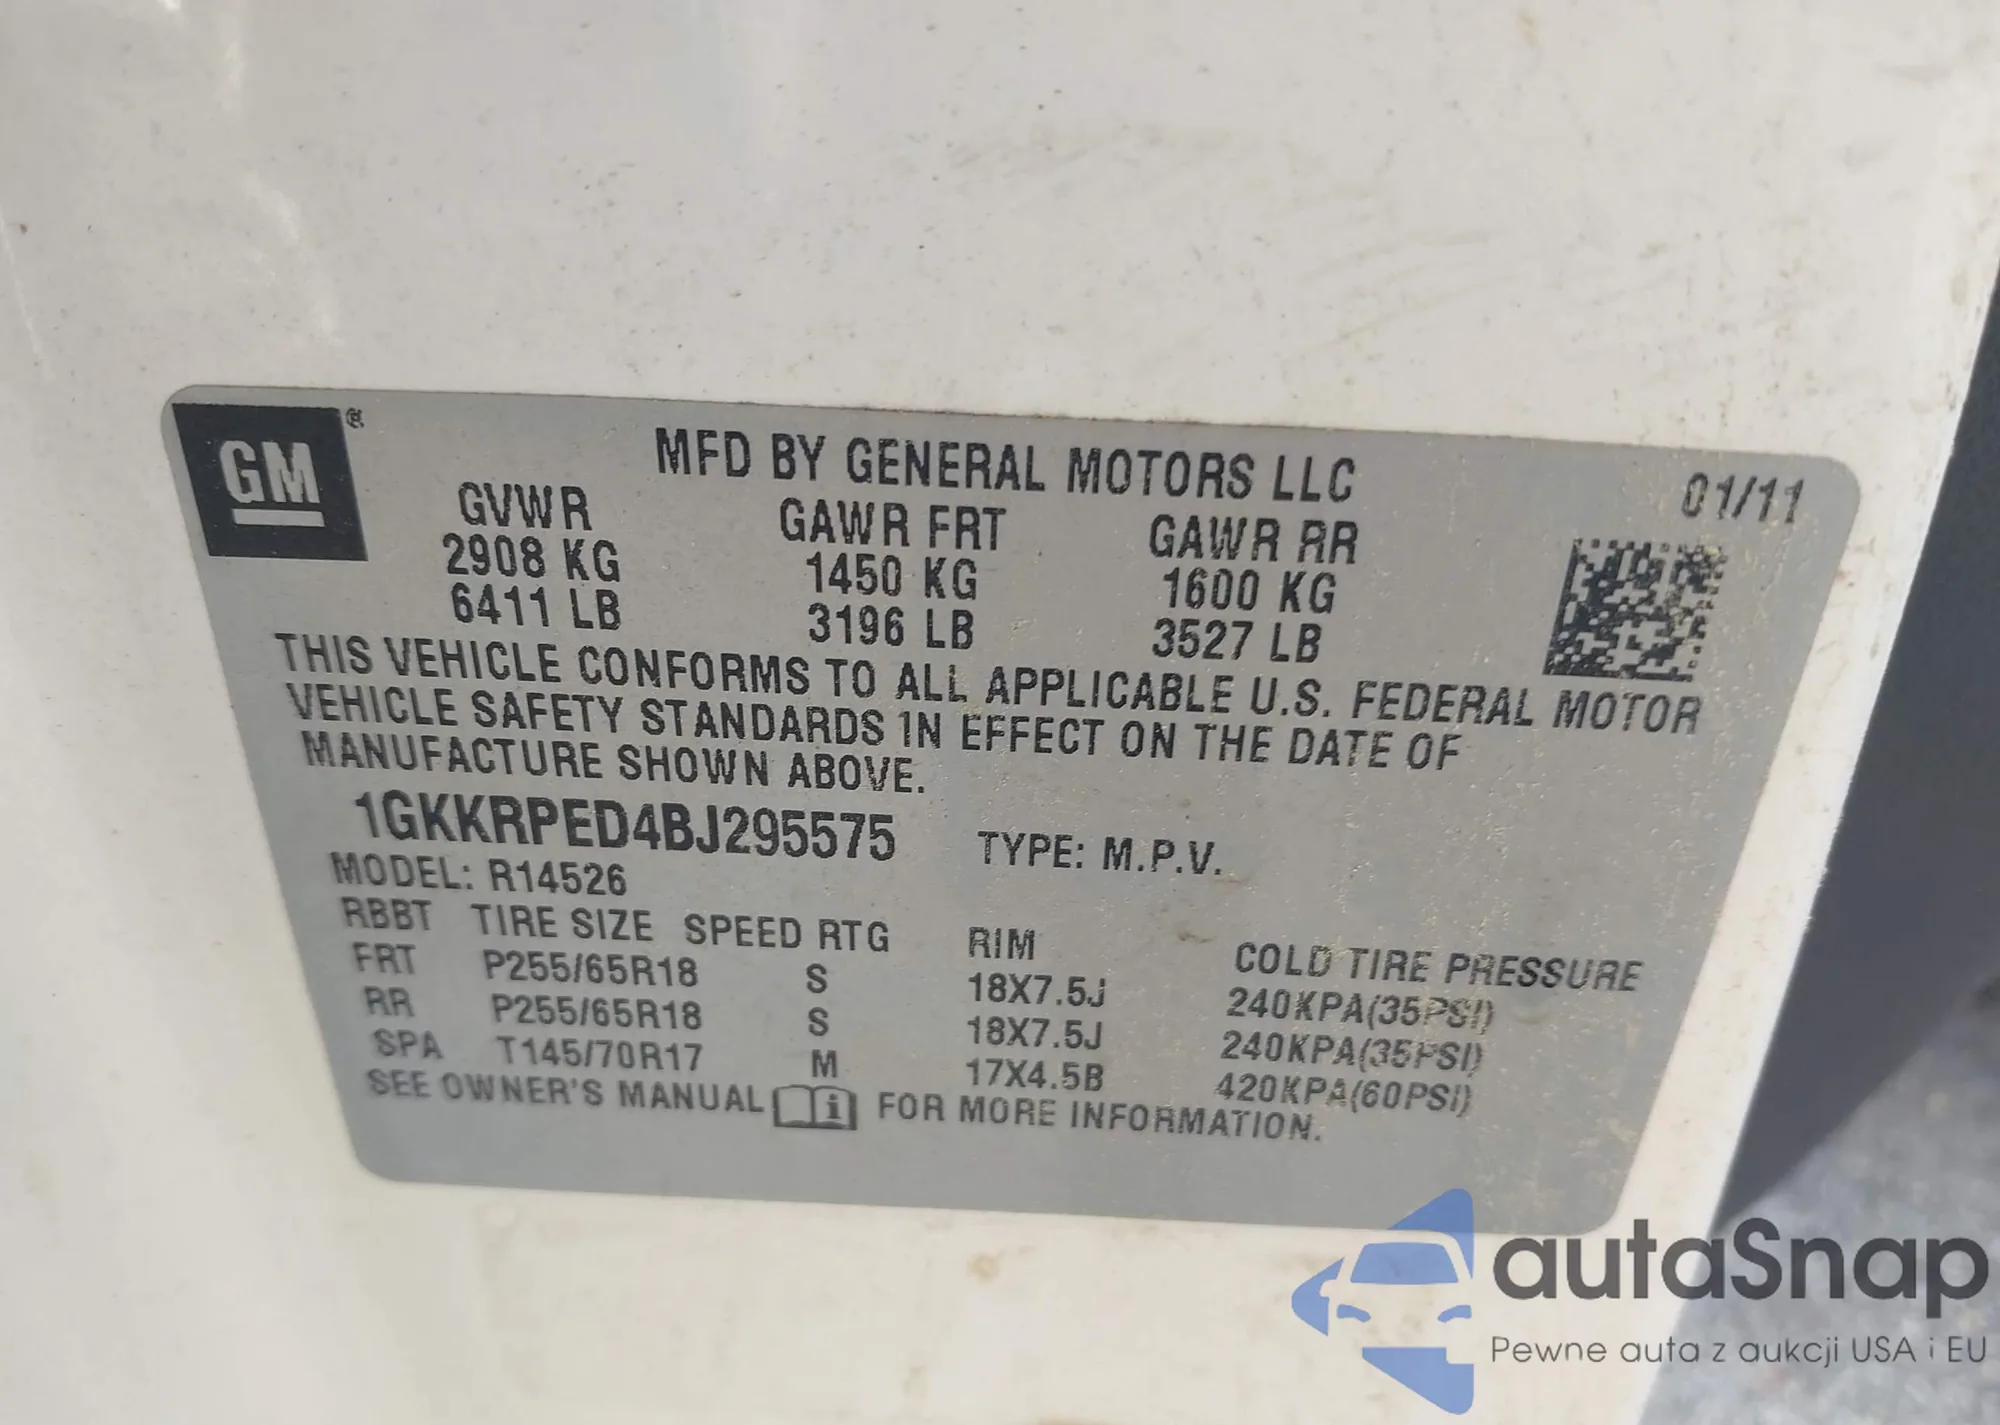 GM ®
MFD BY GENERAL MOTORS LLC
01/11
GVWR GAWR FRT GAWR RR
2908 KG 1450 KG 1600 KG
6411 LB 3196 LB 3527 LB
THIS VEHICLE CONFORMS TO ALL APPLICABLE U.S. FEDERAL MOTOR
VEHICLE SAFETY STANDARDS IN EFFECT ON THE DATE OF
MANUFACTURE SHOWN ABOVE.
1GKKRPED4BJ295575 TYPE: M.P.V.
MODEL: R14526
RBBT TIRE SIZE SPEED RTG RIM COLD TIRE PRESSURE
FRT P255/65R18 S 18X7.5J 240KPA(35PSI)
RR P255/65R18 S 18X7.5J 240KPA(35PSI)
SPA T145/70R17 M 17X4.5B 420KPA(60PSI)
SEE OWNER'S MANUAL i FOR MORE INFORMATION.
autaSnap
Pewne auta z aukcji USA i EU